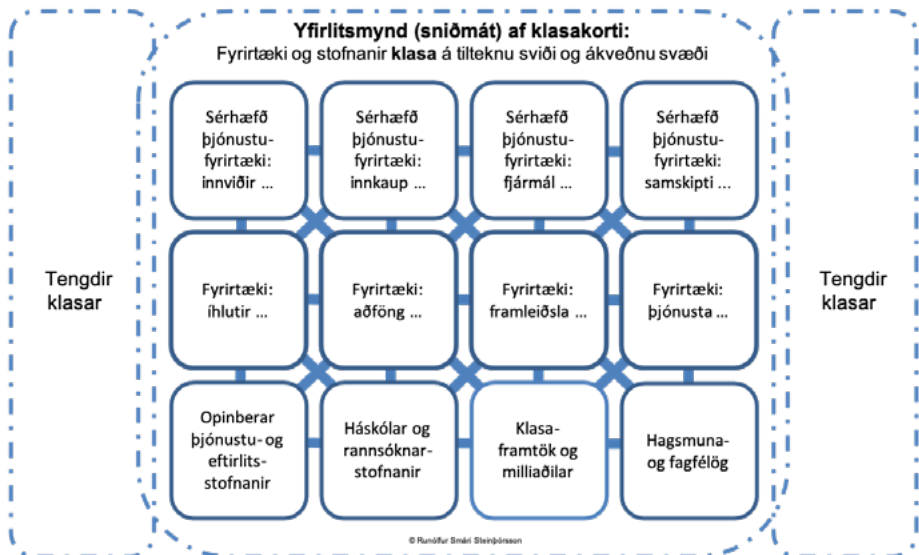 Yfirlitsmynd (sniðmát) af klasakorti:
Fyrirtæki og stofnanir klasa á tilteknu sviði og ákveðnu svæði
Sérhæfð
þjónustu-
fyrirtæki:
innviðir ...
Sérhæfð
þjónustu-
fyrirtæki:
innkaup ...
Sérhæfð
þjónustu-
fyrirtæki:
fjármál ...
Sérhæfð
þjónustu-
fyrirtæki:
samskipti ...
Tengdir
klasar
Fyrirtæki:
íhlutir ...
Fyrirtæki:
aðföng ...
Fyrirtæki:
framleiðsla ...
Fyrirtæki:
þjónusta ...
Tengdir
klasar
Opinberar
þjónustu- og
eftirlits-
stofnanir
Háskólar og
rannsóknar-
stofnanir
Klasa-
framtök og
milliaðilar
Hagsmuna-
og fagfélög
© Runólfur Smári Steinþórsson